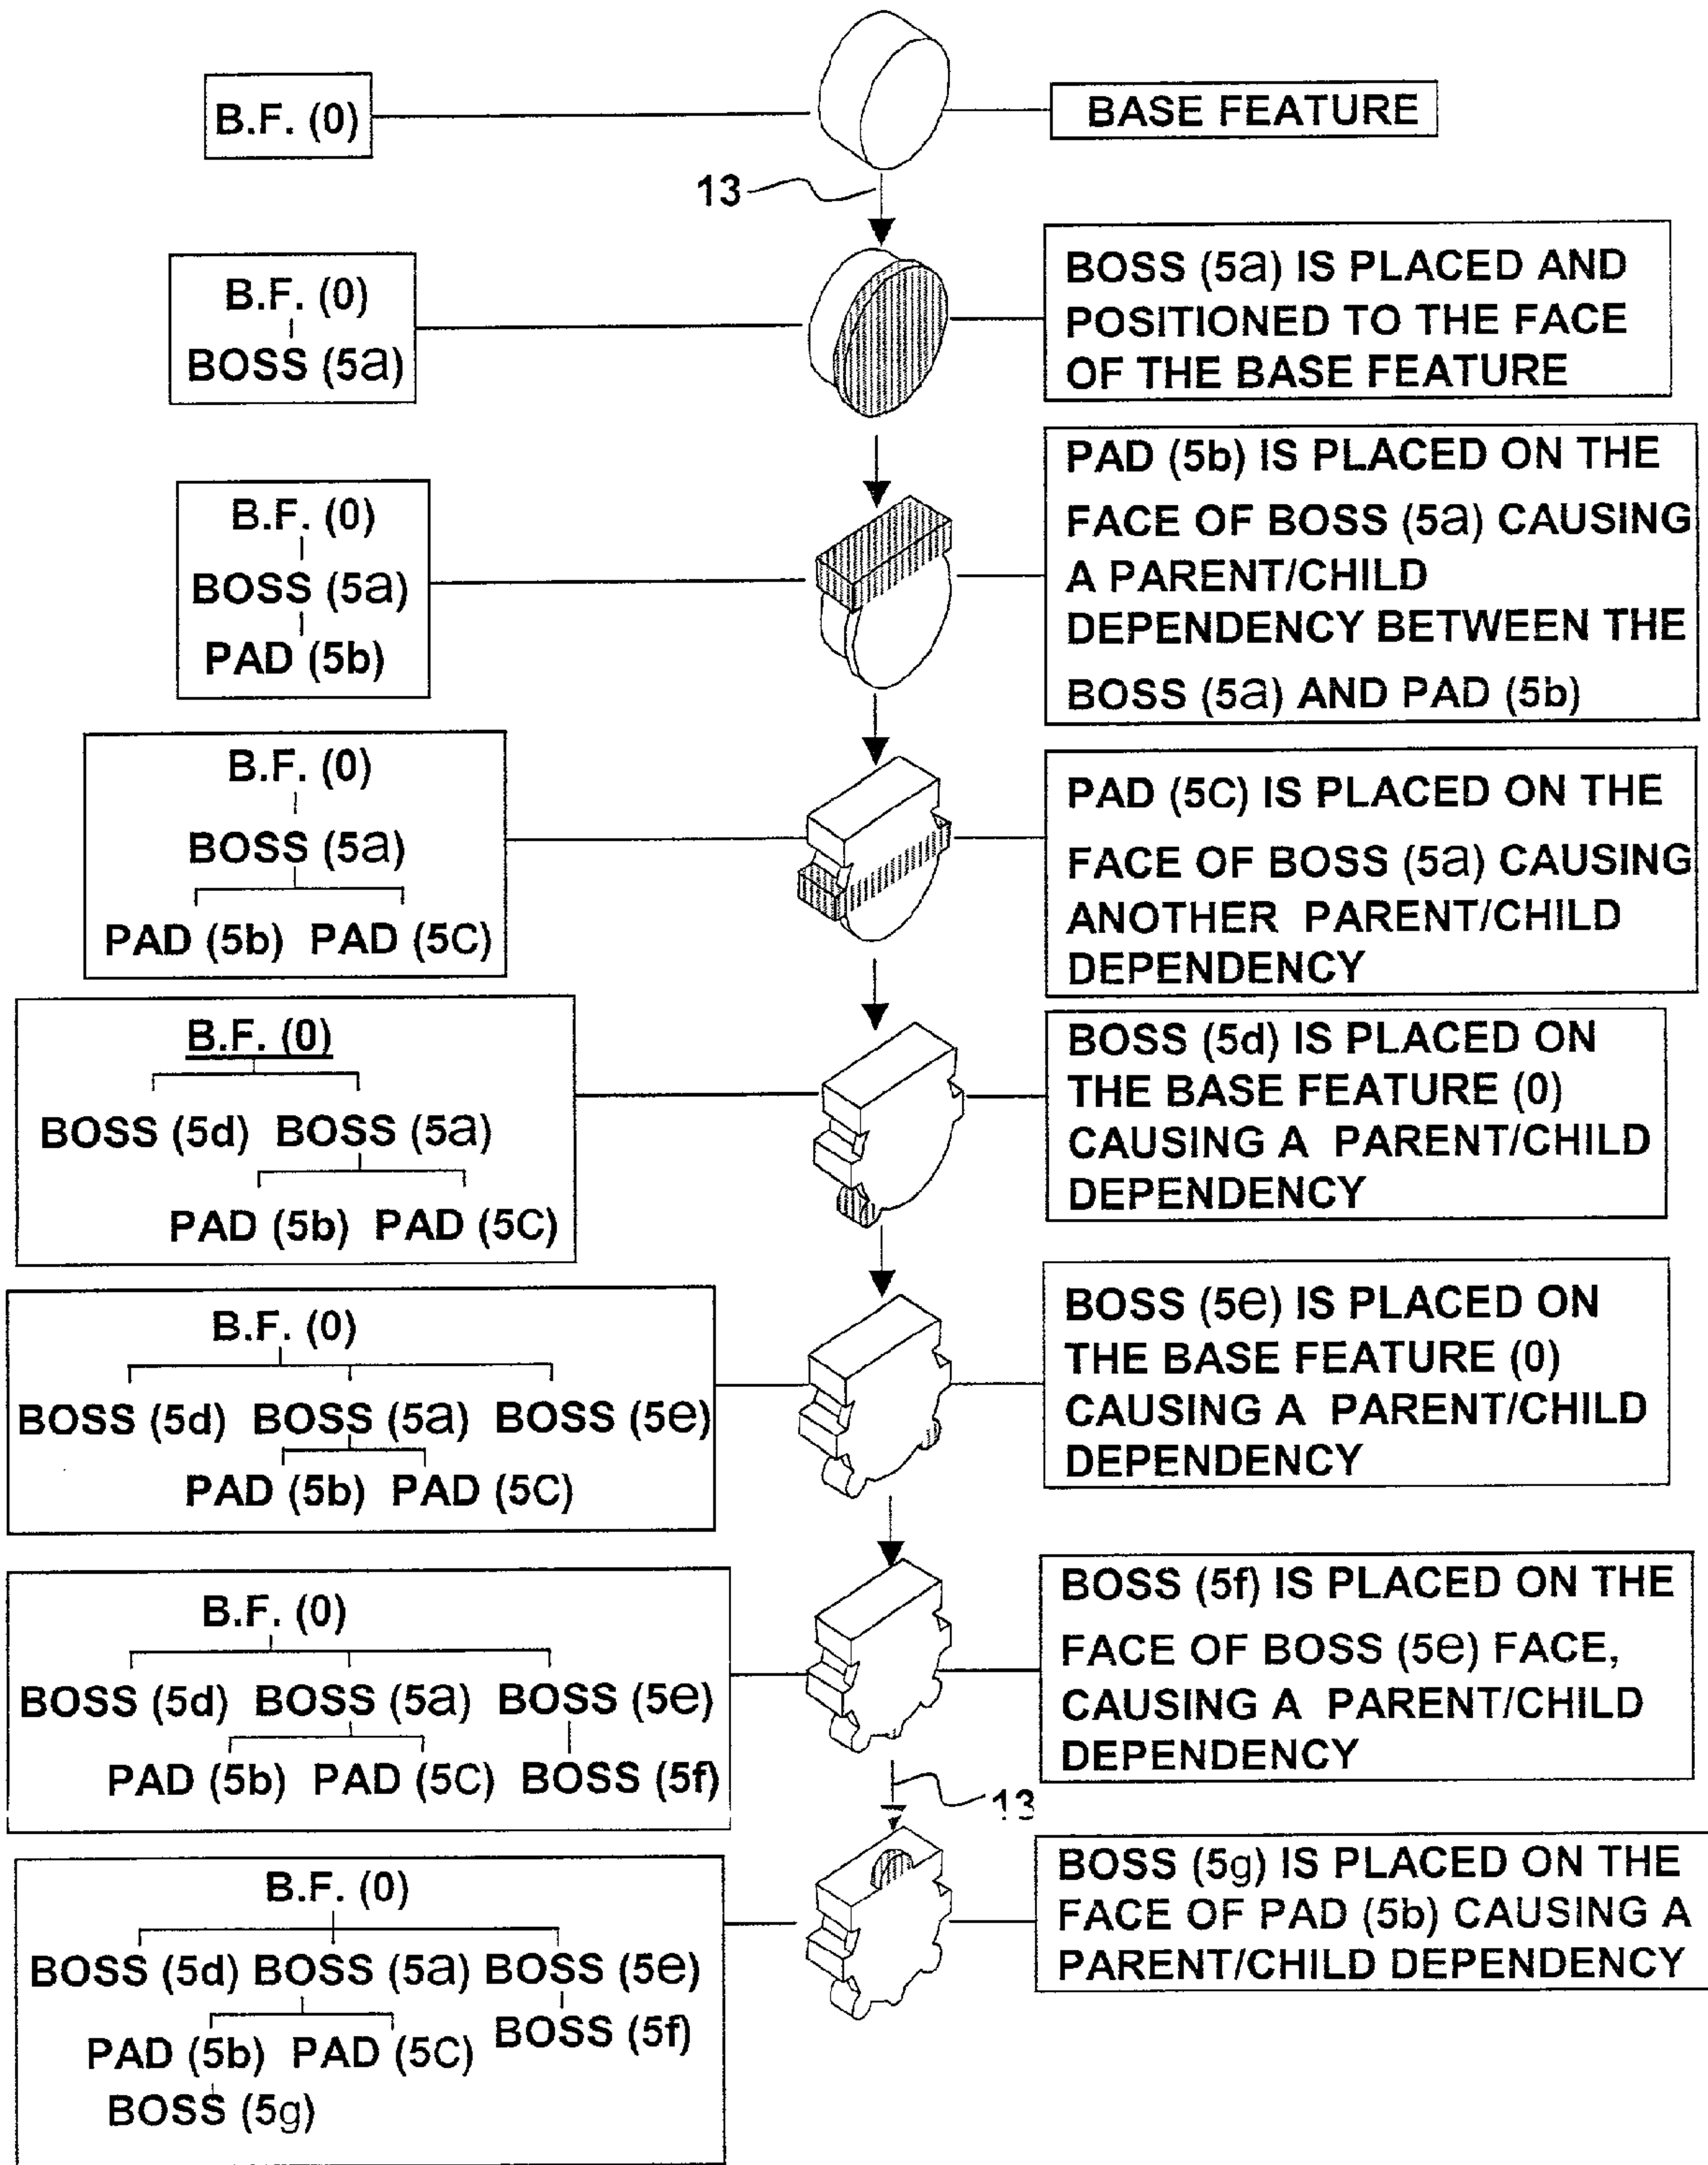 B.F. (0)
BASE FEATURE
13
B.F. (0)
BOSS (5a)
BOSS (5a) IS PLACED AND
POSITIONED TO THE FACE
OF THE BASE FEATURE
B.F. (0)
BOSS (5a)
PAD (5b)
PAD (5b) IS PLACED ON THE
FACE OF BOSS (5a) CAUSING
A PARENT/CHILD
DEPENDENCY BETWEEN THE
BOSS (5a) AND PAD (5b)
B.F. (0)
BOSS (5a)
PAD (5b) PAD (5C)
PAD (5C) IS PLACED ON THE
FACE OF BOSS (5a) CAUSING
ANOTHER PARENT/CHILD
DEPENDENCY
B.F. (0)
BOSS (5d) BOSS (5a)
PAD (5b) PAD (5C)
BOSS (5d) IS PLACED ON
THE BASE FEATURE (0)
CAUSING A PARENT/CHILD
DEPENDENCY
B.F. (0)
BOSS (5d) BOSS (5a) BOSS (5e)
PAD (5b) PAD (5C)
BOSS (5e) IS PLACED ON
THE BASE FEATURE (0)
CAUSING A PARENT/CHILD
DEPENDENCY
B.F. (0)
BOSS (5d) BOSS (5a) BOSS (5e)
PAD (5b) PAD (5C) BOSS (5f)
BOSS (5f) IS PLACED ON THE
FACE OF BOSS (5e) FACE,
CAUSING A PARENT/CHILD
DEPENDENCY
13
B.F. (0)
BOSS (5d) BOSS (5a) BOSS (5e)
PAD (5b) PAD (5C) BOSS (5f)
BOSS (5g)
BOSS (5g) IS PLACED ON THE
FACE OF PAD (5b) CAUSING A
PARENT/CHILD DEPENDENCY